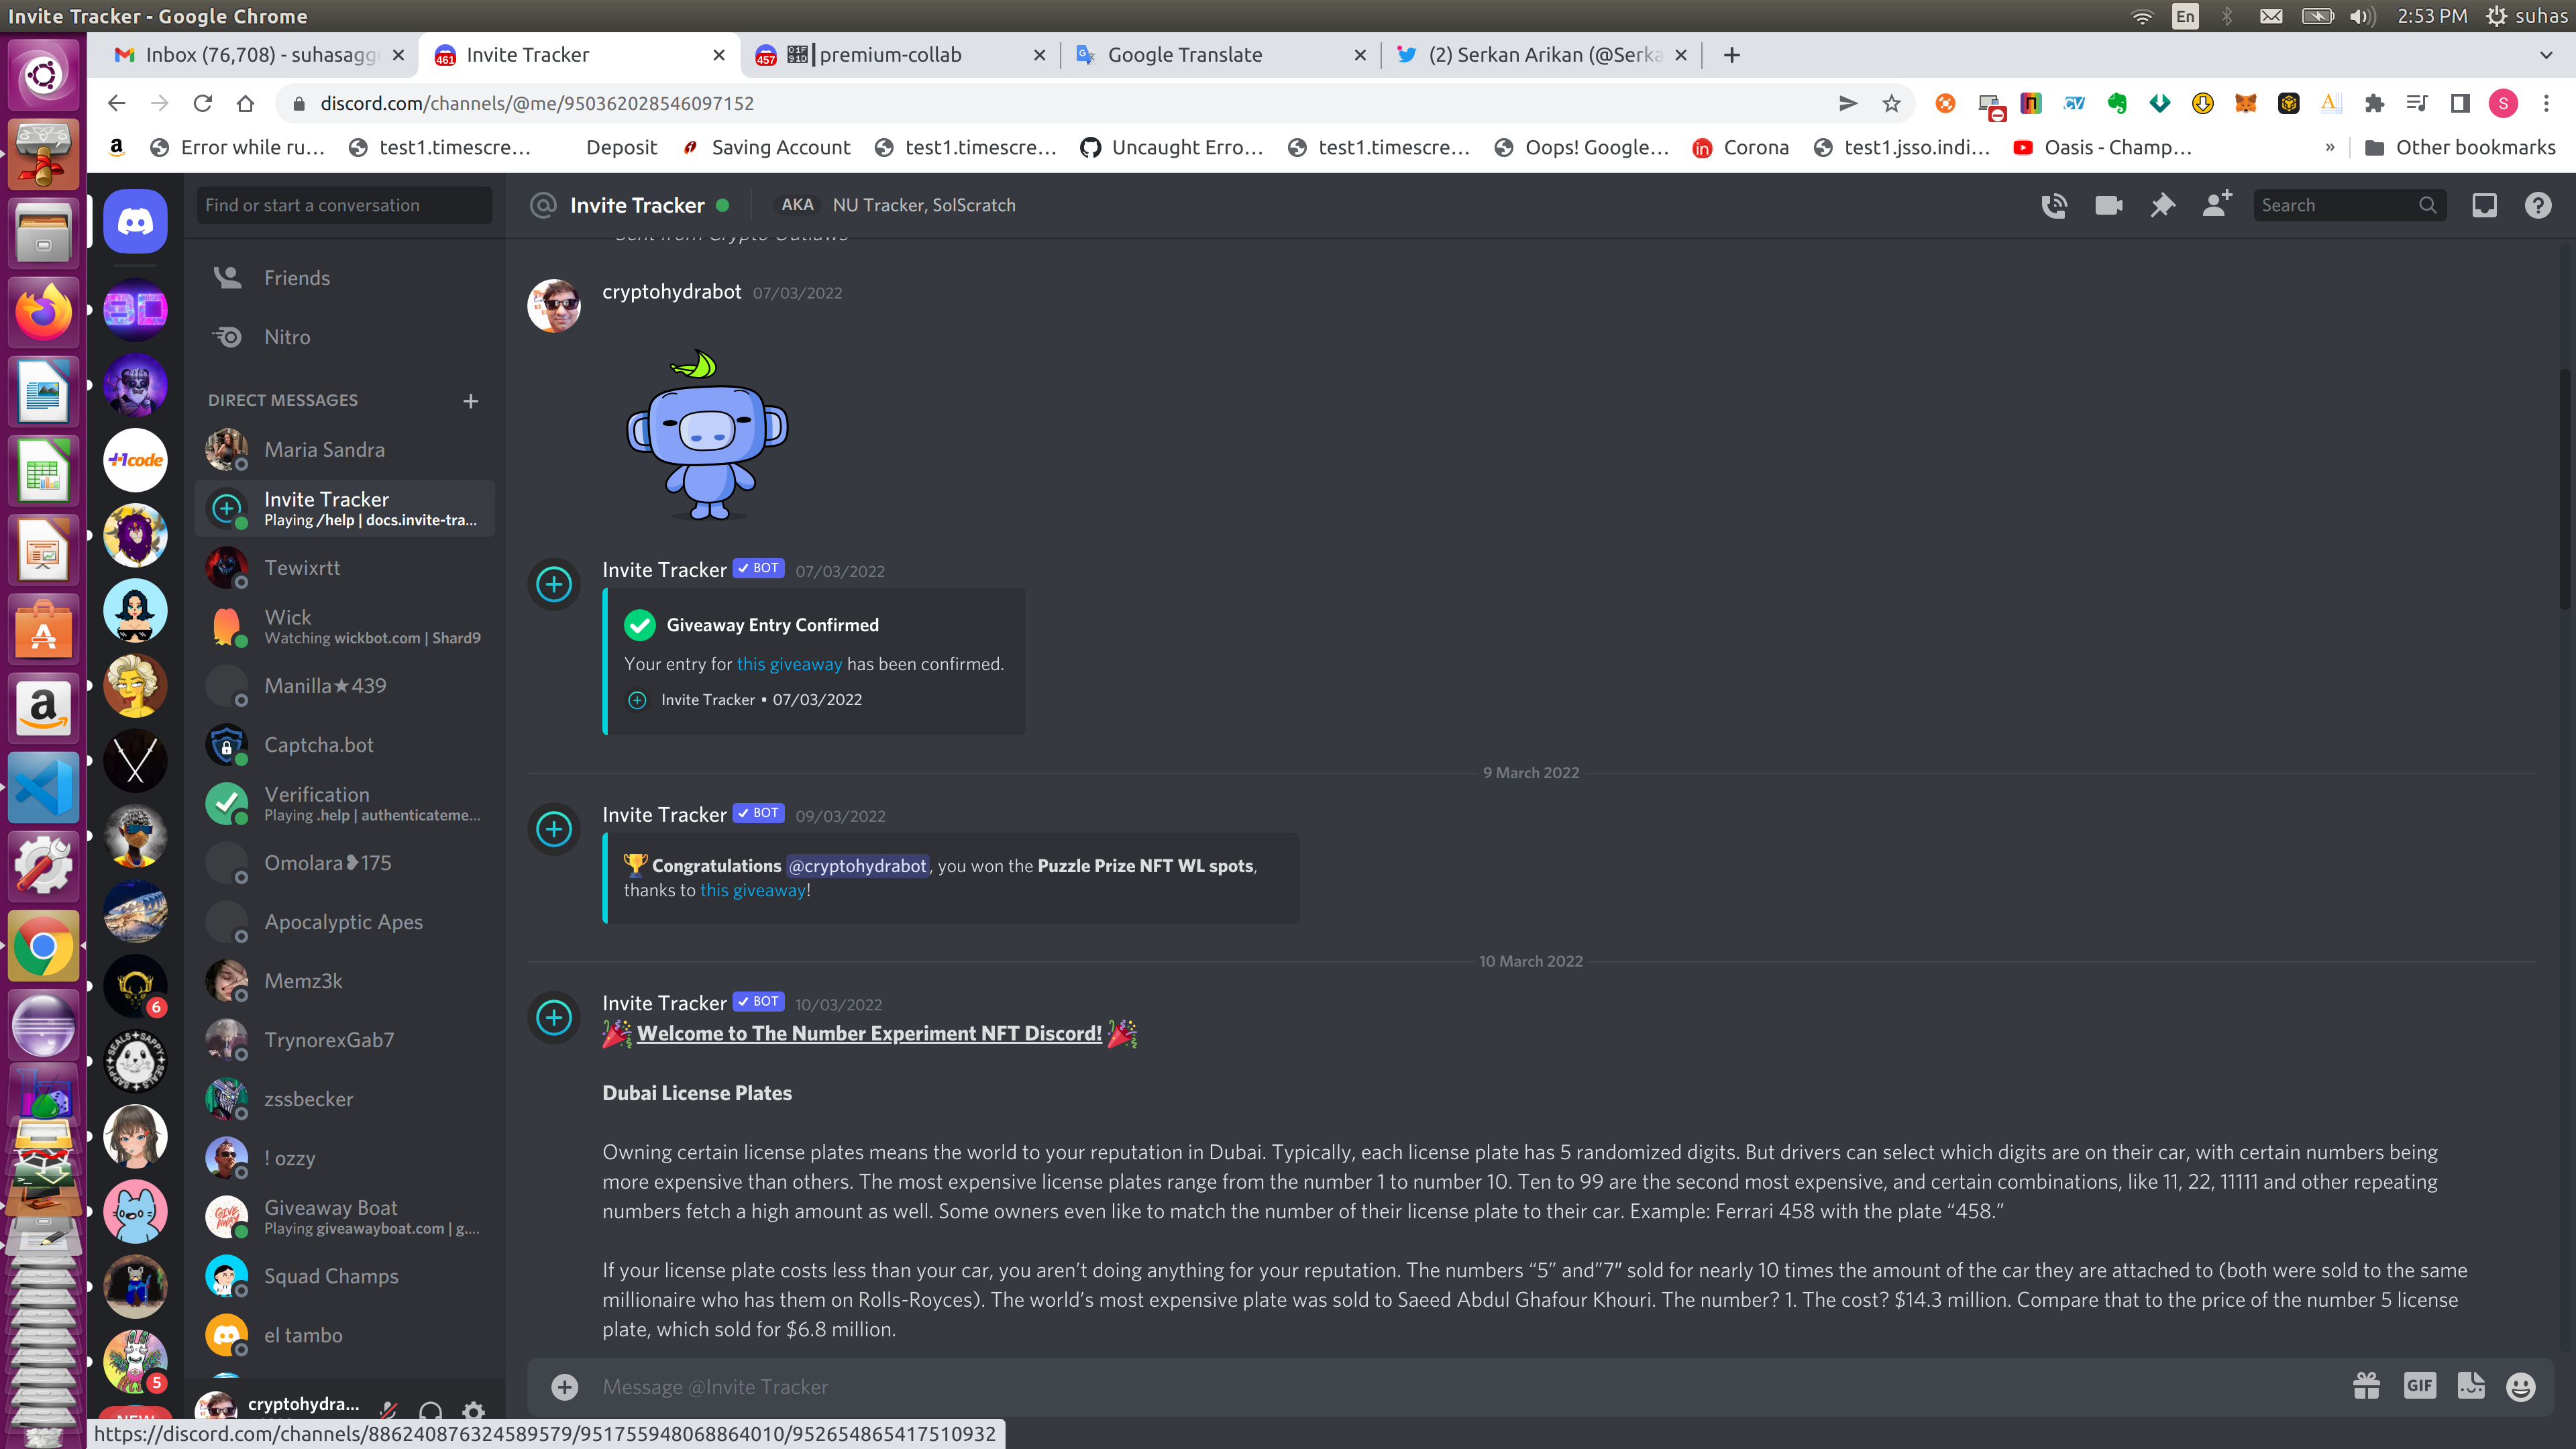 Invite Tracker - Google Chrome
En
2:53 PM
suhas
Inbox (76,708) - suhasagg
461
Invite Tracker
457
01F 91D
premium-collab
Google Translate
(2) Serkan Arikan (@Serka
discord.com/channels/@me/950362028546097152
CV
S
a
Error while ru...
test1.timescre...
Deposit
Saving Account
test1.timescre...
Uncaught Erro...
test1.timescre...
Oops! Google...
in
Corona
test1.jsso.indi...
Oasis - Champ...
»
Other bookmarks
Find or start a conversation
Invite Tracker
AKA
NU Tracker, SolScratch
Search
Friends
Nitro
DIRECT MESSAGES
Maria Sandra
Invite Tracker
Playing /help | docs.invite-tra...
Tewixrtt
Wick
Watching wickbot.com | Shard9
Manilla★439
Captcha.bot
Verification
Playing .help | authenticateme...
Omolara❥175
Apocalyptic Apes
Memz3k
TrynorexGab7
zssbecker
! ozzy
Giveaway Boat
Playing giveawayboat.com | g....
Squad Champs
el tambo
cryptohydra...
code
6
SEALS SAPPY SEALS SAPPY
5
NEW
Sent from Crypto Outlaws
cryptohydrabot 07/03/2022
Invite Tracker ✓ BOT 07/03/2022
Giveaway Entry Confirmed
Your entry for this giveaway has been confirmed.
Invite Tracker • 07/03/2022
9 March 2022
Invite Tracker ✓ BOT 09/03/2022
🏆 Congratulations @cryptohydrabot, you won the Puzzle Prize NFT WL spots,
thanks to this giveaway!
10 March 2022
Invite Tracker ✓ BOT 10/03/2022
🎉 Welcome to The Number Experiment NFT Discord! 🎉
Dubai License Plates
Owning certain license plates means the world to your reputation in Dubai. Typically, each license plate has 5 randomized digits. But drivers can select which digits are on their car, with certain numbers being
more expensive than others. The most expensive license plates range from the number 1 to number 10. Ten to 99 are the second most expensive, and certain combinations, like 11, 22, 11111 and other repeating
numbers fetch a high amount as well. Some owners even like to match the number of their license plate to their car. Example: Ferrari 458 with the plate “458.”
If your license plate costs less than your car, you aren’t doing anything for your reputation. The numbers “5” and”7″ sold for nearly 10 times the amount of the car they are attached to (both were sold to the same
millionaire who has them on Rolls-Royces). The world’s most expensive plate was sold to Saeed Abdul Ghafour Khouri. The number? 1. The cost? $14.3 million. Compare that to the price of the number 5 license
plate, which sold for $6.8 million.
Message @Invite Tracker
GIF
https://discord.com/channels/886240876324589579/951755948068864010/952654865417510932